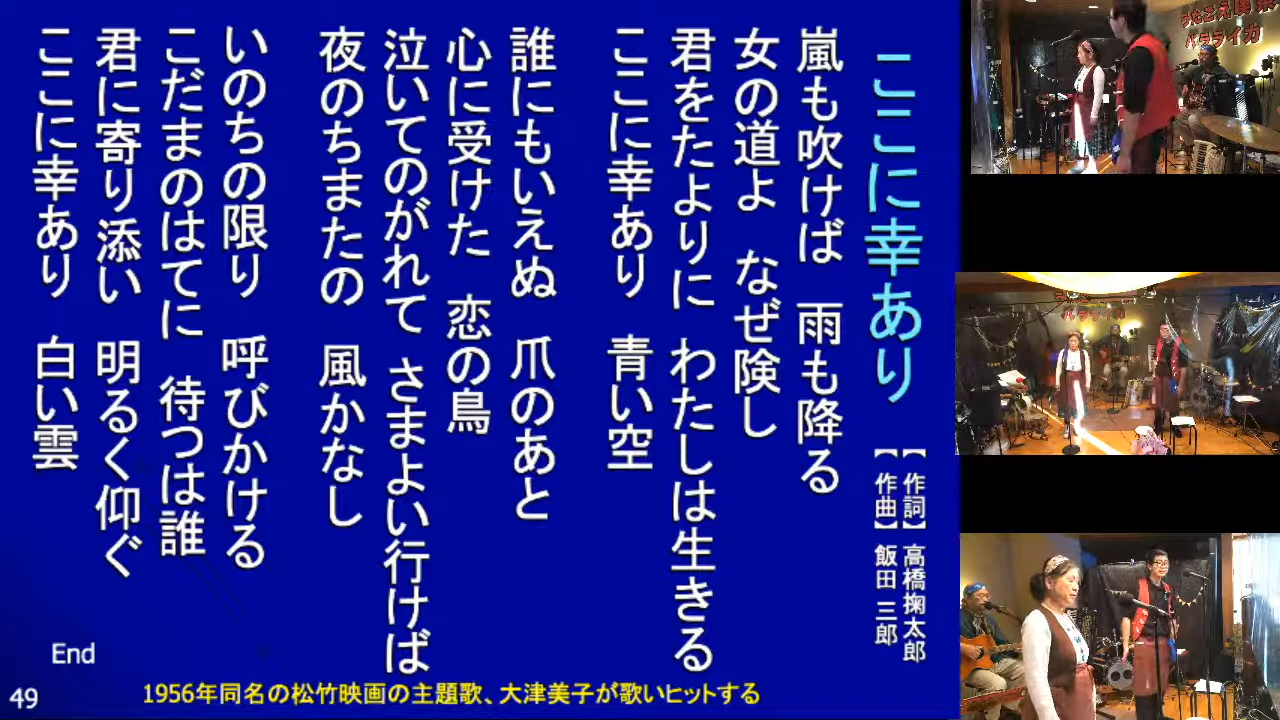 ここに幸あり
【作詞】 高橋掬太郎
【作曲】 飯田 三郎
嵐も吹けば　雨も降る
女の道よ　なぜ険し
君をたよりに　わたしは生きる
ここに幸あり　青い空
誰にもいえぬ　爪のあと
心に受けた　恋の鳥
泣いてのがれて　さまよい行けば
夜のちまたの　風かなし
いのちの限り　呼びかける
こだまのはてに　待つは誰
君に寄り添い　明るく仰ぐ
ここに幸あり　白い雲
End
49
1956年同名の松竹映画の主題歌、大津美子が歌いヒットする
バラライカ